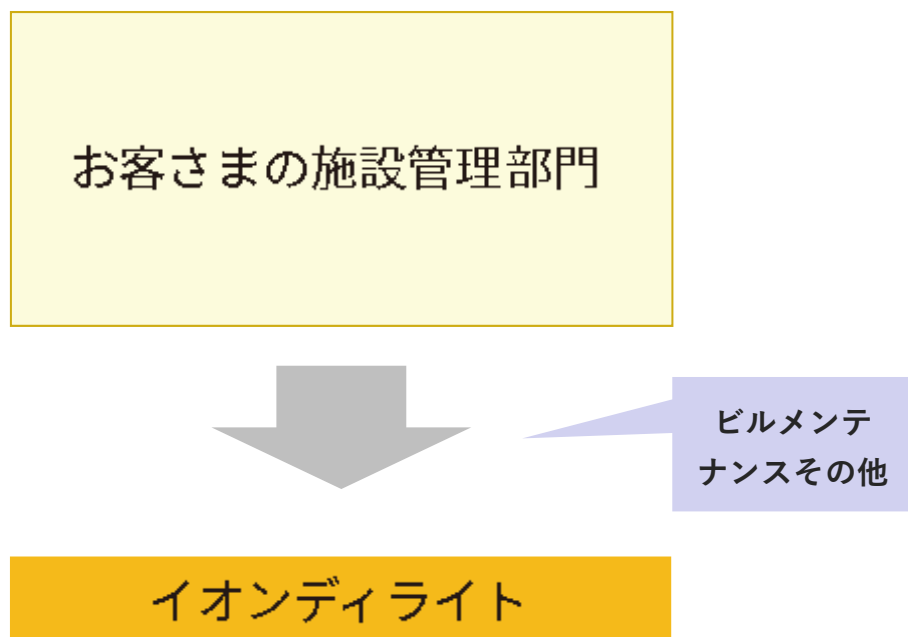 お客さまの施設管理部門
ビルメンテ
ナンスその他
イオンディライト